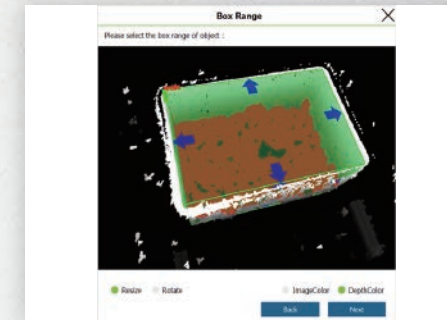 Box Range
Please select the box range of object :
Resize Rotate ImageColor DepthColor
Back Next